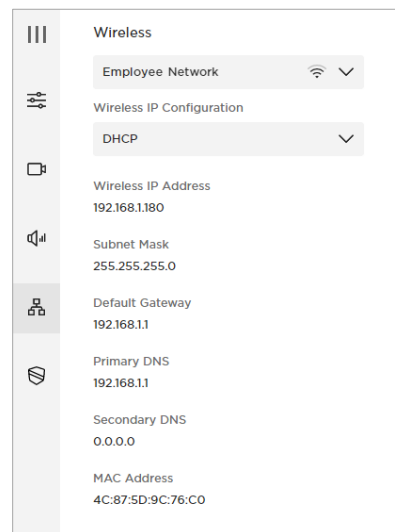 Wireless
Employee Network
Wireless IP Configuration
DHCP
Wireless IP Address
192.168.1.180
Subnet Mask
255.255.255.0
Default Gateway
192.168.1.1
Primary DNS
192.168.1.1
Secondary DNS
0.0.0.0
MAC Address
4C:87:5D:9C:76:C0